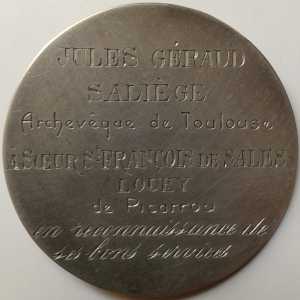 JULES GÉRAUD
SALIÈGE
Archevêque de Toulouse
A SŒUR ST FRANÇOIS DE SALES
LOUEY
de Picarrou
en reconnaissance de
ses bons services